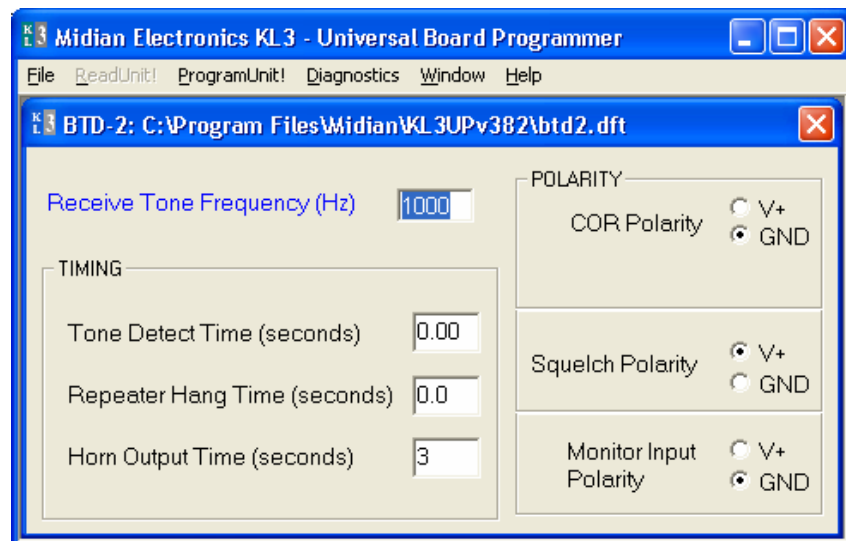 KL3 Midian Electronics KL3 - Universal Board Programmer
File ReadUnit! ProgramUnit! Diagnostics Window Help
KL3 BTD-2: C:\Program Files\Midian\KL3UPv382\btd2.dft
Receive Tone Frequency (Hz) 1000
TIMING
Tone Detect Time (seconds) 0.00
Repeater Hang Time (seconds) 0.0
Horn Output Time (seconds) 3
POLARITY
COR Polarity V+
GND
Squelch Polarity V+
GND
Monitor Input V+
Polarity GND